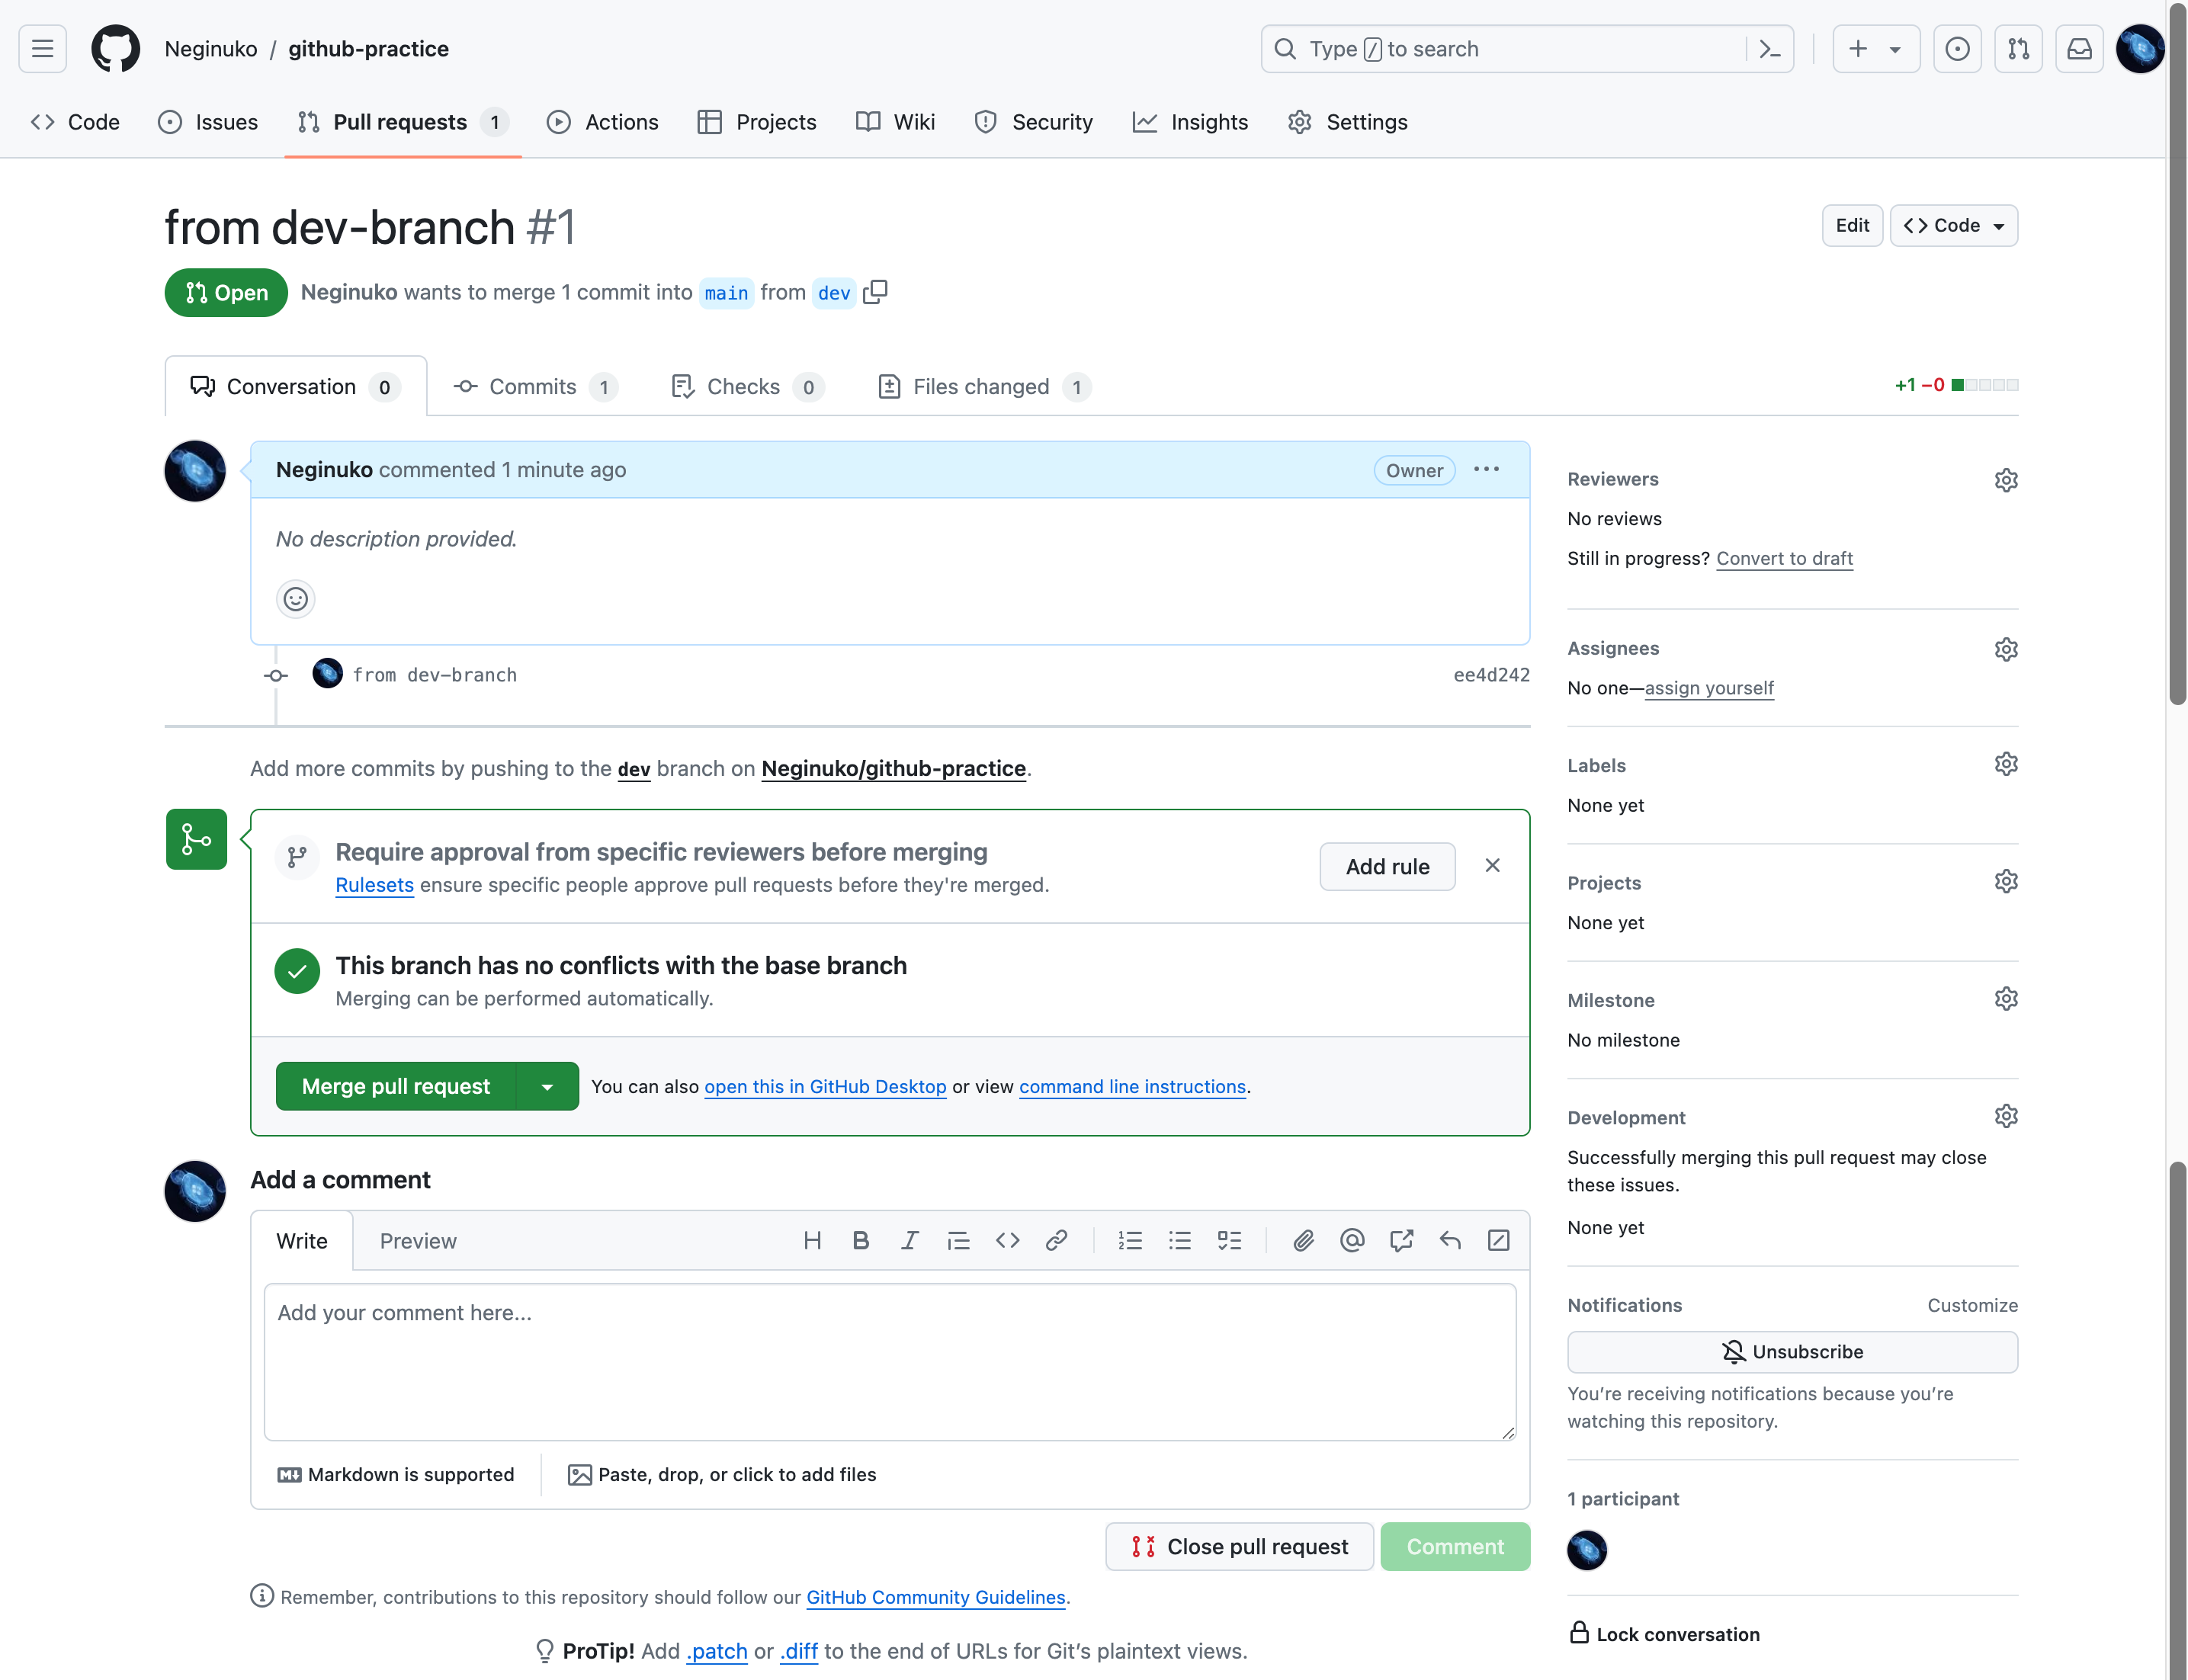 Neginuko / github-practice
Type / to search
Code
Issues
Pull requests 1
Actions
Projects
Wiki
Security
Insights
Settings
from dev-branch #1
Edit
Code
Open
Neginuko wants to merge 1 commit into main from dev
Conversation 0
Commits 1
Checks 0
Files changed 1
+1 −0
Neginuko commented 1 minute ago
Owner
No description provided.
from dev-branch
ee4d242
Add more commits by pushing to the dev branch on Neginuko/github-practice.
Require approval from specific reviewers before merging
Rulesets ensure specific people approve pull requests before they're merged.
Add rule
This branch has no conflicts with the base branch
Merging can be performed automatically.
Merge pull request
You can also open this in GitHub Desktop or view command line instructions.
Add a comment
Write
Preview
Add your comment here...
Markdown is supported
Paste, drop, or click to add files
Close pull request
Comment
Remember, contributions to this repository should follow our GitHub Community Guidelines.
ProTip! Add .patch or .diff to the end of URLs for Git’s plaintext views.
Reviewers
No reviews
Still in progress? Convert to draft
Assignees
No one—assign yourself
Labels
None yet
Projects
None yet
Milestone
No milestone
Development
Successfully merging this pull request may close
these issues.
None yet
Notifications
Customize
Unsubscribe
You’re receiving notifications because you’re
watching this repository.
1 participant
Lock conversation